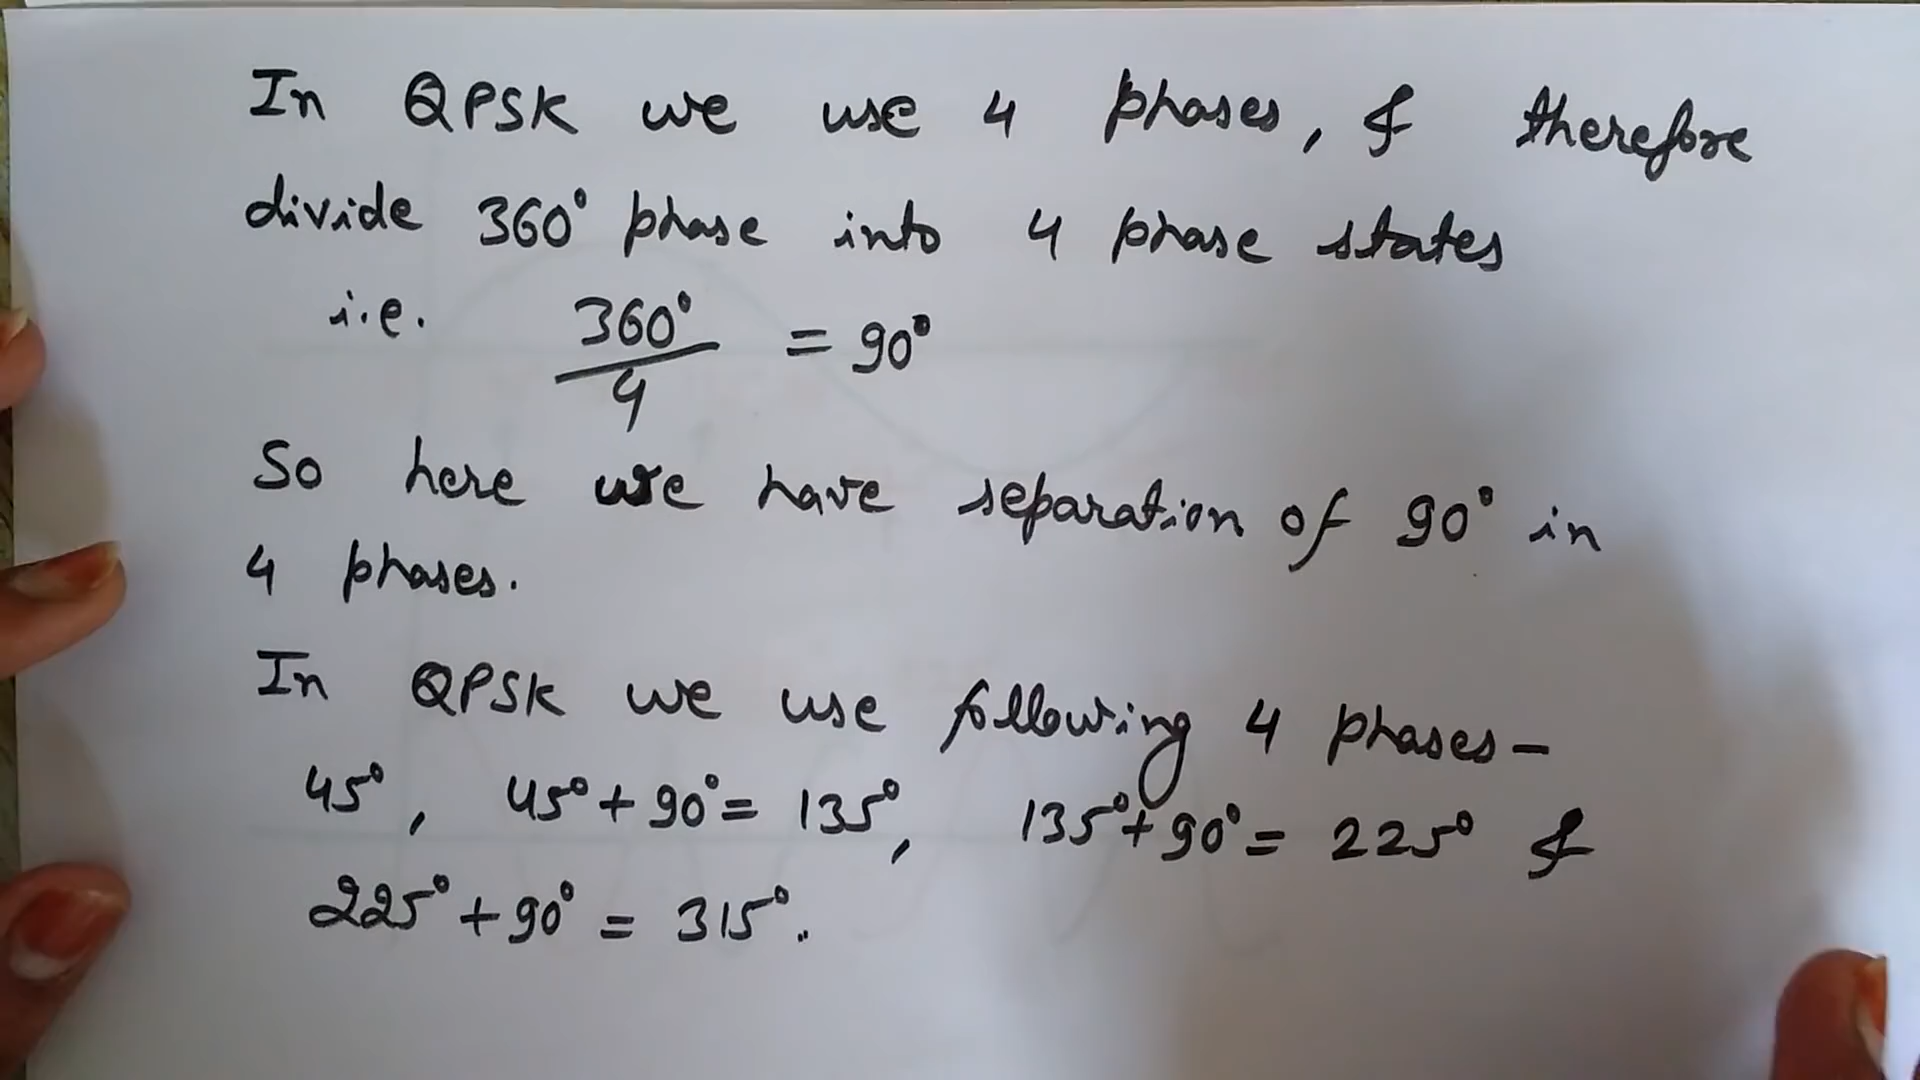 In QPSK we use 4 phases, & therefore
divide 360° phase into 4 phase states
i.e. 360°/4 = 90°
So here we have separation of 90° in
4 phases.
In QPSK we use following 4 phases-
45°, 45°+90°= 135°, 135°+90°= 225° &
225°+90° = 315°.